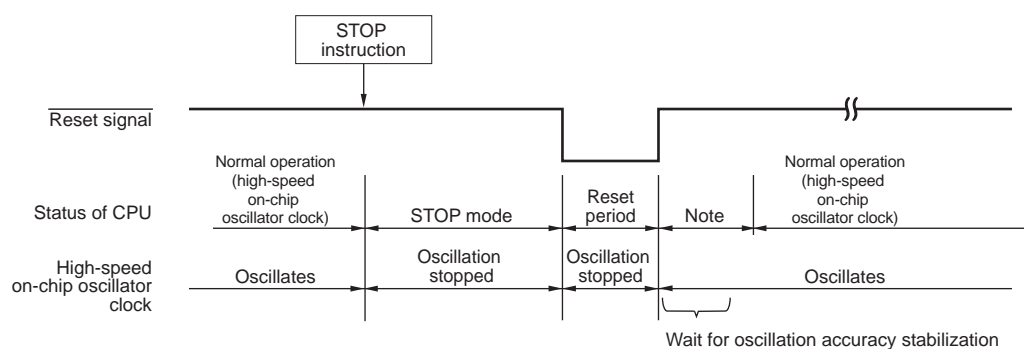 STOP
instruction
Reset signal
Normal operation
(high-speed
on-chip
oscillator clock)
Status of CPU
STOP mode
Reset
period
Note
Normal operation
(high-speed
on-chip
oscillator clock)
High-speed
on-chip oscillator
clock
Oscillates
Oscillation
stopped
Oscillation
stopped
Oscillates
Wait for oscillation accuracy stabilization